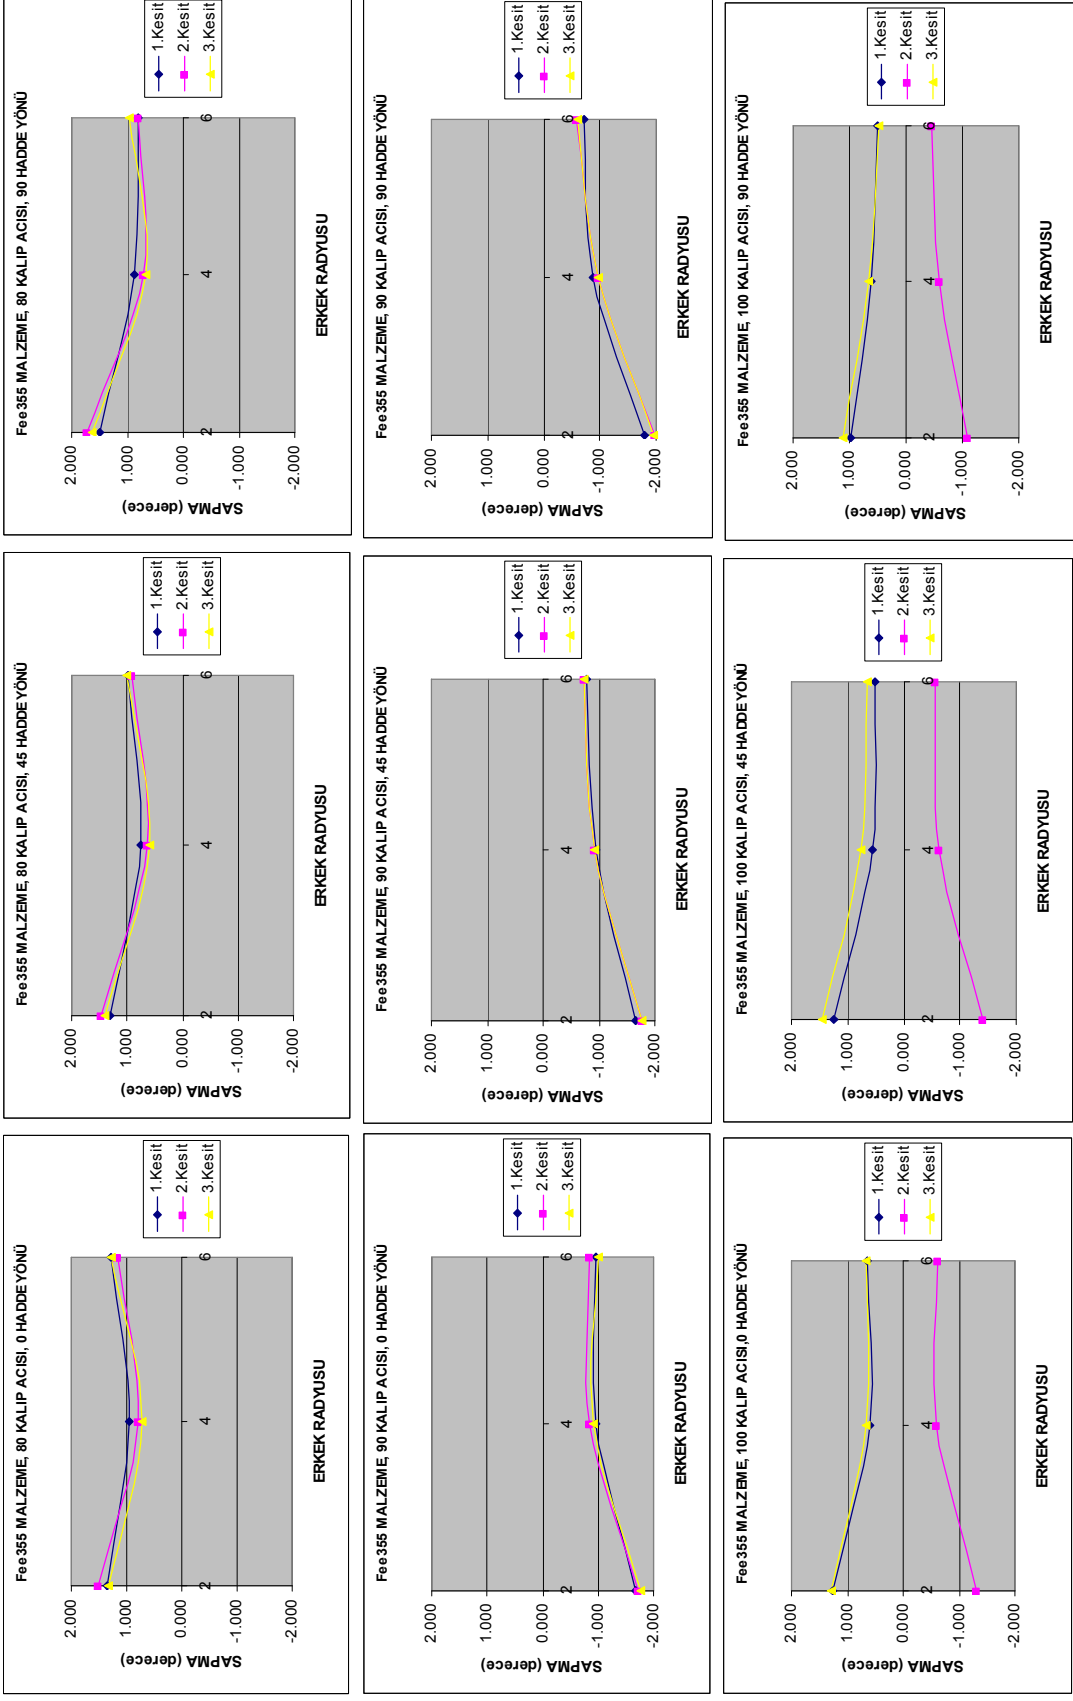 Fee355 MALZEME, 80 KALIP ACISI, 0 HADDE YÖNÜ
2.000
1.000
0.000
-1.000
-2.000
2
4
6
SAPMA (derece)
ERKEK RADYUSU
1.Kesit
2.Kesit
3.Kesit
Fee355 MALZEME, 80 KALIP ACISI, 45 HADDE YÖNÜ
2.000
1.000
0.000
-1.000
-2.000
2
4
6
SAPMA (derece)
ERKEK RADYUSU
1.Kesit
2.Kesit
3.Kesit
Fee355 MALZEME, 80 KALIP ACISI, 90 HADDE YÖNÜ
2.000
1.000
0.000
-1.000
-2.000
2
4
6
SAPMA (derece)
ERKEK RADYUSU
1.Kesit
2.Kesit
3.Kesit
Fee355 MALZEME, 90 KALIP ACISI, 0 HADDE YÖNÜ
2.000
1.000
0.000
-1.000
-2.000
2
4
6
SAPMA (derece)
ERKEK RADYUSU
1.Kesit
2.Kesit
3.Kesit
Fee355 MALZEME, 90 KALIP ACISI, 45 HADDE YÖNÜ
2.000
1.000
0.000
-1.000
-2.000
2
4
6
SAPMA (derece)
ERKEK RADYUSU
1.Kesit
2.Kesit
3.Kesit
Fee355 MALZEME, 90 KALIP ACISI, 90 HADDE YÖNÜ
2.000
1.000
0.000
-1.000
-2.000
2
4
6
SAPMA (derece)
ERKEK RADYUSU
1.Kesit
2.Kesit
3.Kesit
Fee355 MALZEME, 100 KALIP ACISI,0 HADDE YÖNÜ
2.000
1.000
0.000
-1.000
-2.000
2
4
6
SAPMA (derece)
ERKEK RADYUSU
1.Kesit
2.Kesit
3.Kesit
Fee355 MALZEME, 100 KALIP ACISI, 45 HADDE YÖNÜ
2.000
1.000
0.000
-1.000
-2.000
2
4
6
SAPMA (derece)
ERKEK RADYUSU
1.Kesit
2.Kesit
3.Kesit
Fee355 MALZEME, 100 KALIP ACISI, 90 HADDE YÖNÜ
2.000
1.000
0.000
-1.000
-2.000
2
4
6
SAPMA (derece)
ERKEK RADYUSU
1.Kesit
2.Kesit
3.Kesit